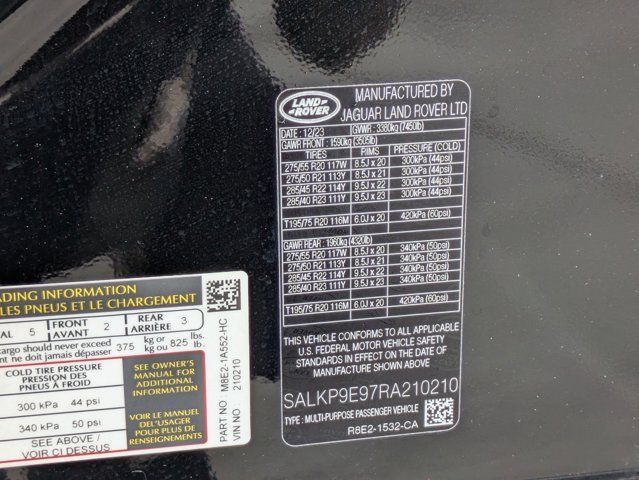 LAND
ROVER
MANUFACTURED BY
JAGUAR LAND ROVER LTD
DATE : 12/23 GVWR : 3380kg (7450lb)
GAWR FRONT : 1590kg (3505lb)
TIRES RIMS PRESSURE (COLD)
275/55 R20 117W 8.5J x 20 300kPa (44psi)
275/50 R21 113Y 8.5J x 21 300kPa (44psi)
285/45 R22 114Y 9.5J x 22 300kPa (44psi)
285/40 R23 111Y 9.5J x 23 300kPa (44psi)
T195/75 R20 116M 6.0J x 20 420kPa (60psi)
GAWR REAR : 1960kg (4320lb)
275/55 R20 117W 8.5J x 20 340kPa (50psi)
275/50 R21 113Y 8.5J x 21 340kPa (50psi)
285/45 R22 114Y 9.5J x 22 340kPa (50psi)
285/40 R23 111Y 9.5J x 23 340kPa (50psi)
T195/75 R20 116M 6.0J x 20 420kPa (60psi)
THIS VEHICLE CONFORMS TO ALL APPLICABLE
U.S. FEDERAL MOTOR VEHICLE SAFETY
STANDARDS IN EFFECT ON THE DATE OF
MANUFACTURE SHOWN ABOVE.
SALKP9E97RA210210
TYPE : MULTI-PURPOSE PASSENGER VEHICLE
R8E2-1532-CA
ADING INFORMATION
LES PNEUS ET LE CHARGEMENT
AL 5 FRONT AVANT 2 REAR ARRIÈRE 3
cargo should never exceed 375 kg or 825 lbs.
nt ne doit jamais dépasser kg ou lb.
COLD TIRE PRESSURE
PRESSION DES
PNEUS À FROID
300 kPa 44 psi
340 kPa 50 psi
SEE ABOVE /
VOIR CI DESSUS
SEE OWNER'S
MANUAL FOR
ADDITIONAL
INFORMATION
VOIR LE MANUEL
DEL'USAGER
POUR PLUS DE
RENSEIGNEMENTS
PART NO M8E2-1A552-HC
VIN NO 210210